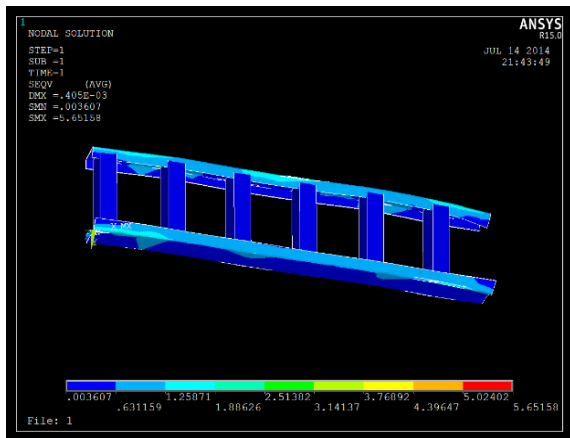 1
NODAL SOLUTION
ANSYS
R15.0
STEP=1
SUB =1
TIME=1
SEQV (AVG)
DMX =.405E-03
SMN =.003607
SMX =5.65158
JUL 14 2014
21:43:49
X MX
.003607 1.25871 2.51382 3.76892 5.02402
.631159 1.88626 3.14137 4.39647 5.65158
File: 1